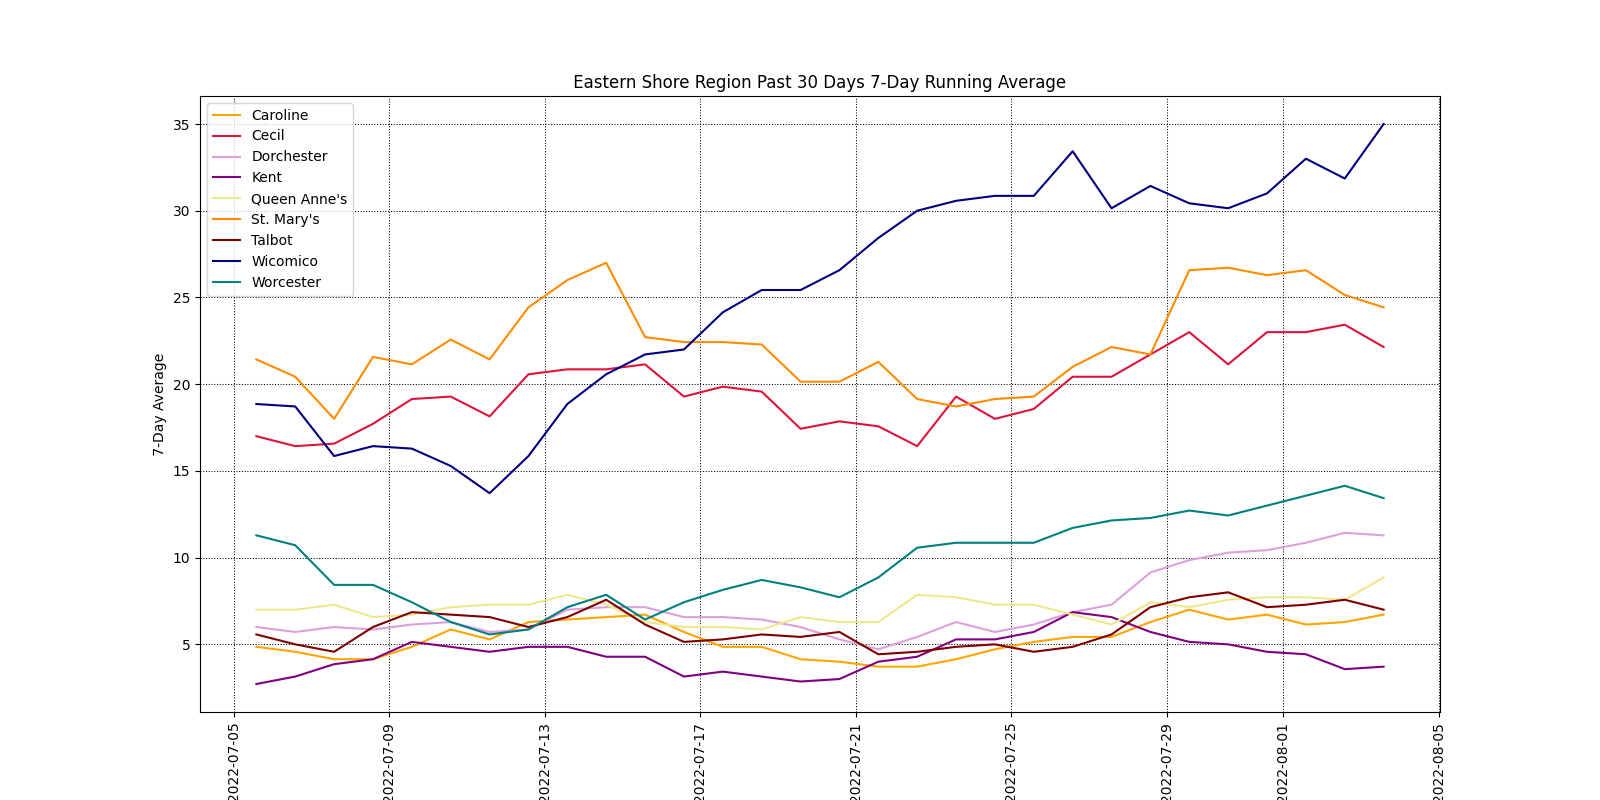 Eastern Shore Region Past 30 Days 7-Day Running Average
Caroline
Cecil
Dorchester
Kent
Queen Anne's
St. Mary's
Talbot
Wicomico
Worcester
7-Day Average
35
30
25
20
15
10
5
2022-07-05
2022-07-09
2022-07-13
2022-07-17
2022-07-21
2022-07-25
2022-07-29
2022-08-01
2022-08-05